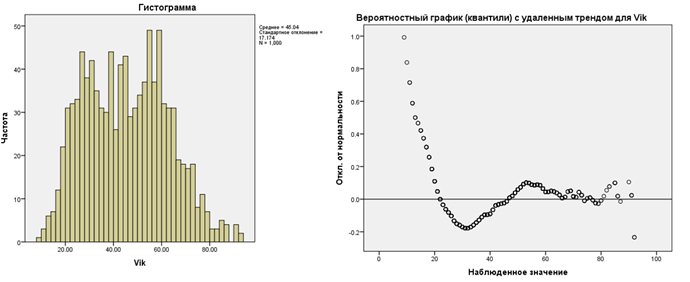 Гистограмма
Среднее = 45.04
Стандартное отклонение =
17.174
N = 1,000
Частота
50
40
30
20
10
0
20.00 40.00 60.00 80.00
Vik
Вероятностный график (квантили) с удаленным трендом для Vik
Откл. от нормальности
1.0
0.8
0.6
0.4
0.2
0.0
-0.2
0 20 40 60 80 100
Наблюденное значение